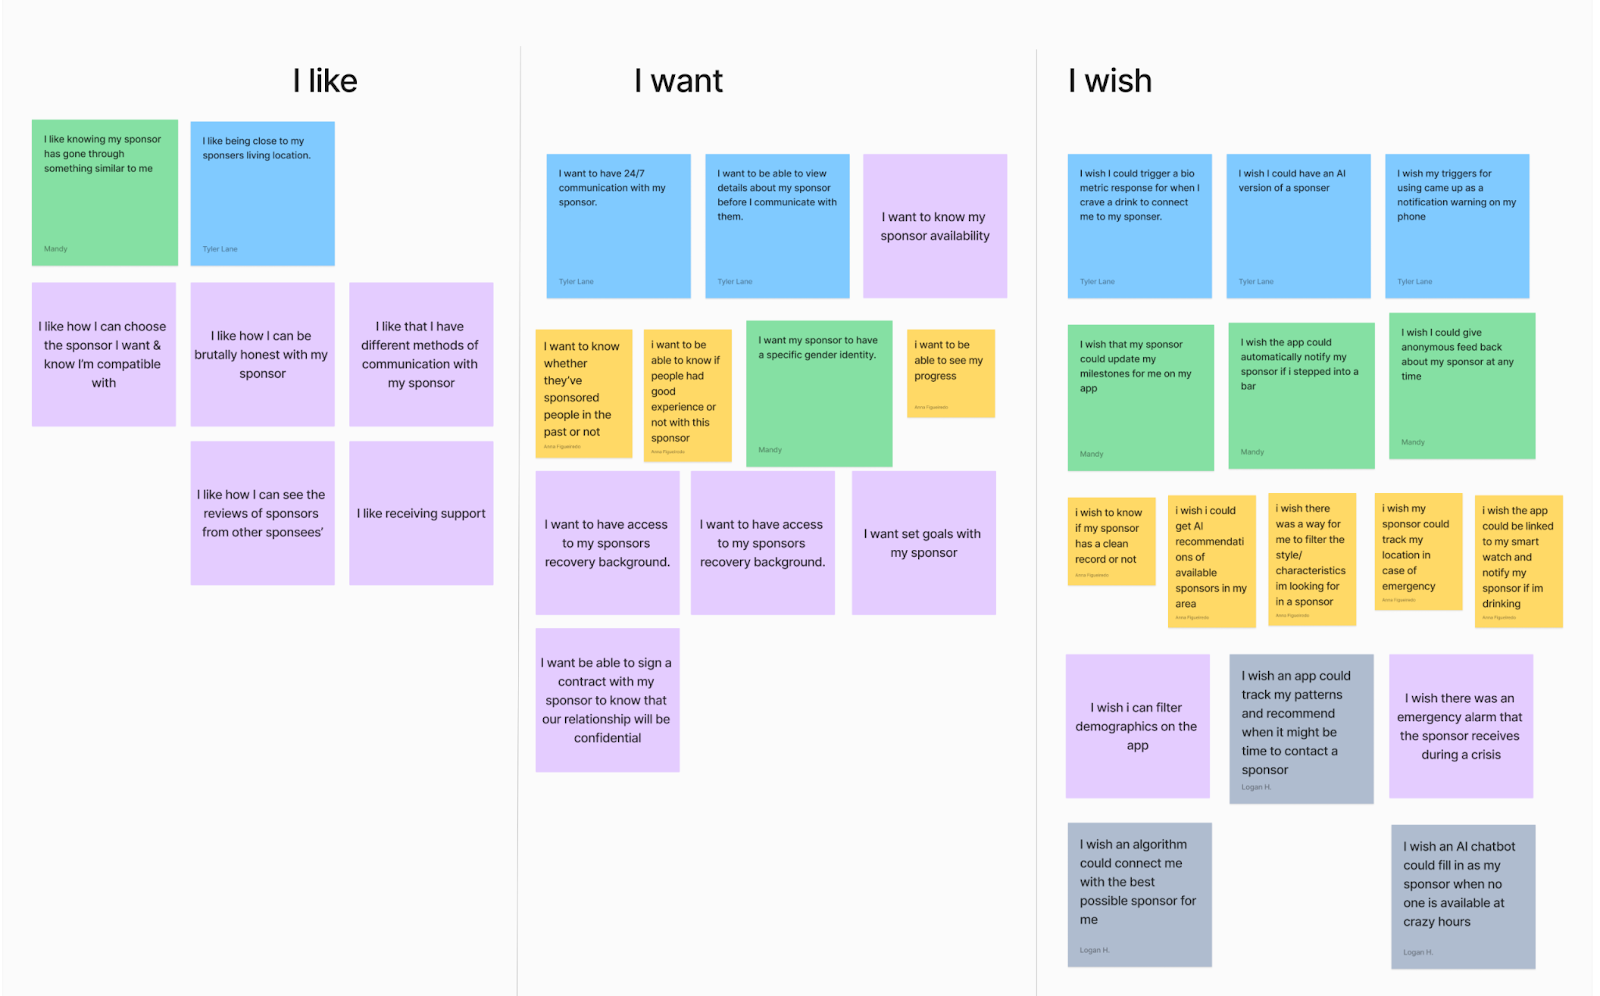 I like
I want
I wish
I like knowing my sponsor
has gone through
something similar to me
Mandy
I like being close to my
sponsers living location.
Tyler Lane
I like how I can choose
the sponsor I want &
know I'm compatible
with
I like how I can be
brutally honest with my
sponsor
I like that I have
different methods of
communication with
my sponsor
I like how I can see the
reviews of sponsors
from other sponsees'
I like receiving support
I want to have 24/7
communication with my
sponsor.
Tyler Lane
I want to be able to view
details about my sponsor
before I communicate with
them.
Tyler Lane
I want to know my
sponsor availability
I want to know
whether
they've
sponsored
people in the
past or not
Anna Figueiredo
i want to be
able to know if
people had
good
experience or
not with this
sponsor
Anna Figueiredo
I want my sponsor to have
a specific gender identity.
Mandy
i want to be
able to see my
progress
Anna Figueiredo
I want to have access
to my sponsors
recovery background.
I want to have access
to my sponsors
recovery background.
I want set goals with
my sponsor
I want be able to sign a
contract with my
sponsor to know that
our relationship will be
confidential
I wish I could trigger a bio
metric response for when I
crave a drink to connect
me to my sponser.
Tyler Lane
I wish I could have an AI
version of a sponser
Tyler Lane
I wish my triggers for
using came up as a
notification warning on my
phone
Tyler Lane
I wish that my sponsor
could update my
milestones for me on my
app
Mandy
I wish the app could
automatically notify my
sponsor if i stepped into a
bar
Mandy
I wish I could give
anonymous feed back
about my sponsor at any
time
Mandy
i wish to know
if my sponsor
has a clean
record or not
Anna Figueiredo
i wish i could
get AI
recommendati
ons of
available
sponsors in my
area
Anna Figueiredo
i wish there
was a way for
me to filter the
style/
characteristics
im looking for
in a sponsor
Anna Figueiredo
i wish my
sponsor could
track my
location in
case of
emergency
Anna Figueiredo
i wish the app
could be linked
to my smart
watch and
notify my
sponsor if im
drinking
Anna Figueiredo
I wish i can filter
demographics on the
app
I wish an app could
track my patterns
and recommend
when it might be
time to contact a
sponsor
Logan H.
I wish there was an
emergency alarm that
the sponsor receives
during a crisis
I wish an algorithm
could connect me
with the best
possible sponsor for
me
Logan H.
I wish an AI chatbot
could fill in as my
sponsor when no
one is available at
crazy hours
Logan H.